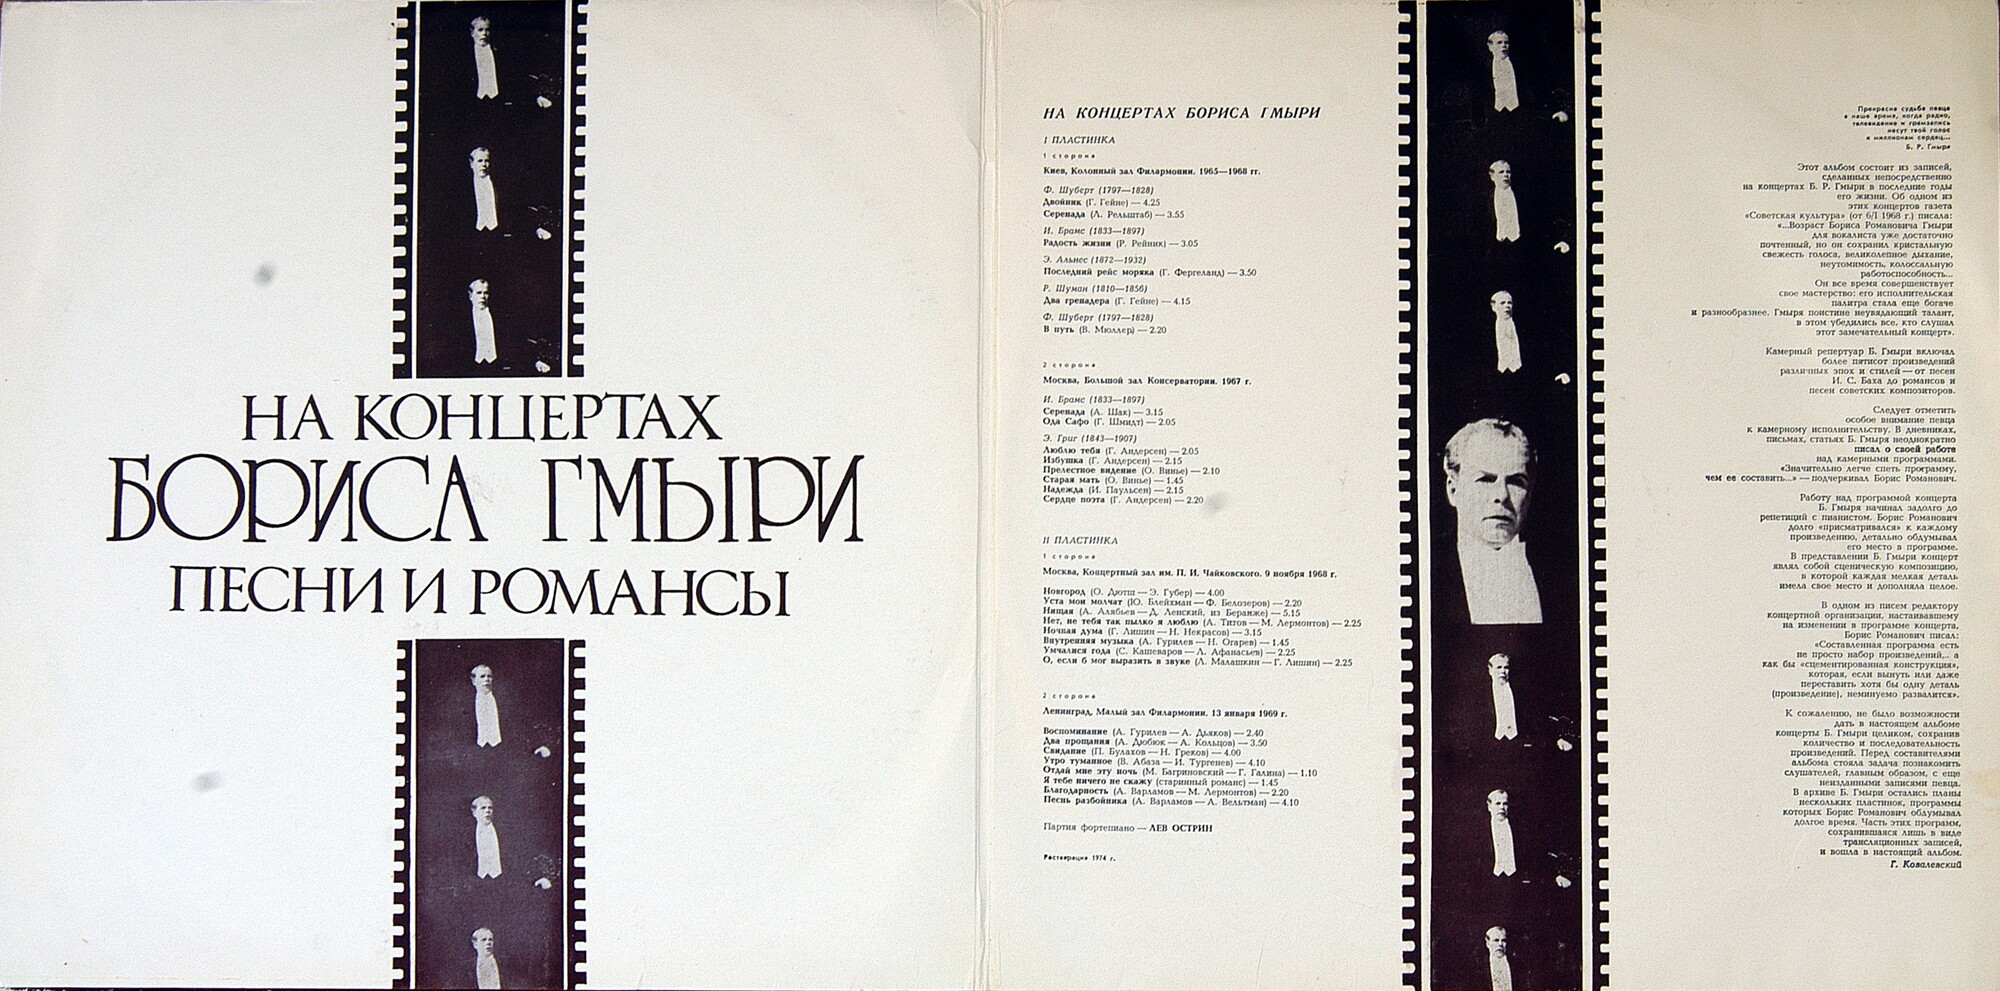 НА КОНЦЕРТАХ
БОРИСА ГМЫРИ
ПЕСНИ И РОМАНСЫ
НА КОНЦЕРТАХ БОРИСА ГМЫРИ
I ПЛАСТИНКА
1 сторона
Киев, Колонный зал Филармонии. 1965—1968 гг.
Ф. Шуберт (1797—1828)
Двойник (Г. Гейне) — 4.25
Серенада (Л. Рельштаб) — 3.55
И. Брамс (1833—1897)
Радость жизни (Р. Рейник) — 3.05
Э. Альнес (1872—1932)
Последний рейс моряка (Г. Фергеланд) — 3.50
Р. Шуман (1810—1856)
Два гренадера (Г. Гейне) — 4.15
Ф. Шуберт (1797—1828)
В путь (В. Мюллер) — 2.20
2 сторона
Москва, Большой зал Консерватории. 1967 г.
И. Брамс (1833—1897)
Серенада (А. Шак) — 3.15
Ода Сафо (Г. Шмидт) — 2.05
Э. Григ (1843—1907)
Люблю тебя (Г. Андерсен) — 2.05
Избушка (Г. Андерсен) — 2.15
Прелестное видение (О. Винье) — 2.10
Старая мать (О. Винье) — 1.45
Надежда (И. Паульсен) — 2.15
Сердце поэта (Г. Андерсен) — 2.20
II ПЛАСТИНКА
1 сторона
Москва, Концертный зал им. П. И. Чайковского. 9 ноября 1968 г.
Новгород (О. Дютш — Э. Губер) — 4.00
Уста мои молчат (Ю. Блейхман — Ф. Белозеров) — 2.20
Нищая (А. Алябьев — Д. Ленский, из Беранже) — 5.15
Нет, не тебя так пылко я люблю (А. Титов — М. Лермонтов) — 2.25
Ночная дума (Г. Лишин — Н. Некрасов) — 3.15
Внутренняя музыка (А. Гурилев — Н. Огарев) — 1.45
Умчалися года (С. Кашеваров — Л. Афанасьев) — 2.25
О, если б мог выразить в звуке (Л. Малашкин — Г. Лишин) — 2.25
2 сторона
Ленинград, Малый зал Филармонии. 13 января 1969 г.
Воспоминание (А. Гурилев — А. Дьяков) — 2.40
Два прощания (А. Дюбюк — А. Кольцов) — 3.50
Свидание (П. Булахов — Н. Греков) — 4.00
Утро туманное (В. Абаза — И. Тургенев) — 4.10
Отдай мне эту ночь (М. Багриновский — Г. Галина) — 1.10
Я тебе ничего не скажу (старинный романс) — 1.45
Благодарность (А. Варламов — М. Лермонтов) — 2.20
Песнь разбойника (А. Варламов — А. Вельтман) — 4.10
Партия фортепиано — ЛЕВ ОСТРИН
Реставрация 1974 г.
Прекрасна судьба певца
в наше время, когда радио,
телевидение и грамзапись
несут твой голос
к миллионам сердец...
Б. Р. Гмыря
Этот альбом состоит из записей,
сделанных непосредственно
на концертах Б. Р. Гмыри в последние годы
его жизни. Об одном из
этих концертов газета
«Советская культура» (от 6/I 1968 г.) писала:
«...Возраст Бориса Романовича Гмыри
для вокалиста уже достаточно
почтенный, но он сохранил кристальную
свежесть голоса, великолепное дыхание,
неутомимость, колоссальную
работоспособность...
Он все время совершенствует
свое мастерство: его исполнительская
палитра стала еще богаче
и разнообразнее. Гмыря поистине неувядающий талант,
в этом убедились все, кто слушал
этот замечательный концерт».
Камерный репертуар Б. Гмыри включал
более пятисот произведений
различных эпох и стилей — от песен
И. С. Баха до романсов и
песен советских композиторов.
Следует отметить
особое внимание певца
к камерному исполнительству. В дневниках,
письмах, статьях Б. Гмыря неоднократно
писал о своей работе
над камерными программами.
«Значительно легче спеть программу,
чем ее составить...» — подчеркивал Борис Романович.
Работу над программой концерта
Б. Гмыря начинал задолго до
репетиций с пианистом. Борис Романович
долго «присматривался» к каждому
произведению, детально обдумывал
его место в программе.
В представлении Б. Гмыри концерт
являл собой сценическую композицию,
в которой каждая мелкая деталь
имела свое место и дополняла целое.
В одном из писем редактору
концертной организации, настаивавшему
на изменении в программе концерта,
Борис Романович писал:
«Составленная программа есть
не просто набор произведений,.. а
как бы «сцементированная конструкция»,
которая, если вынуть или даже
переставить хотя бы одну деталь
(произведение), неминуемо развалится».
К сожалению, не было возможности
дать в настоящем альбоме
концерты Б. Гмыри целиком, сохранив
количество и последовательность
произведений. Перед составителями
альбома стояла задача познакомить
слушателей, главным образом, с еще
неизданными записями певца.
В архиве Б. Гмыри остались планы
нескольких пластинок, программы
которых Борис Романович обдумывал
долгое время. Часть этих программ,
сохранившаяся лишь в виде
трансляционных записей,
и вошла в настоящий альбом.
Г. Ковалевский